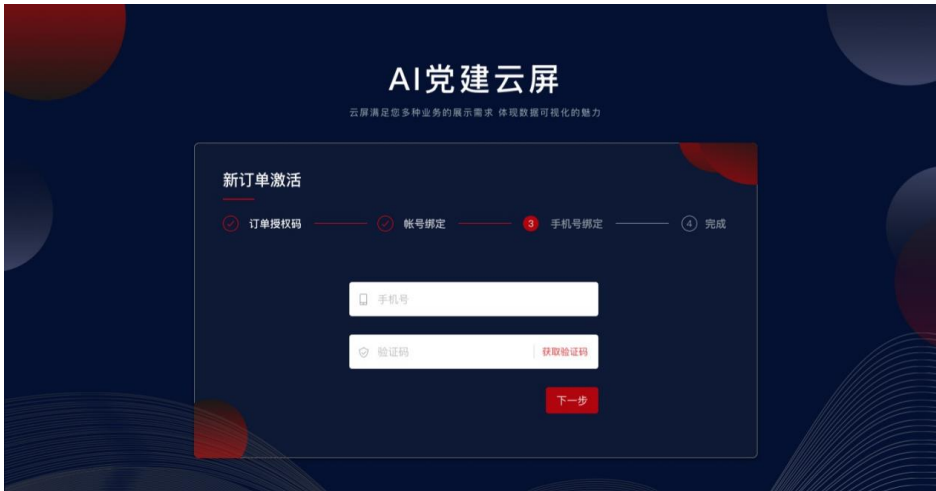 AI党建云屏
云屏满足您多种业务的展示需求 体现数据可视化的魅力
新订单激活
订单授权码 帐号绑定 3 手机号绑定 4 完成
手机号
验证码 获取验证码
下一步